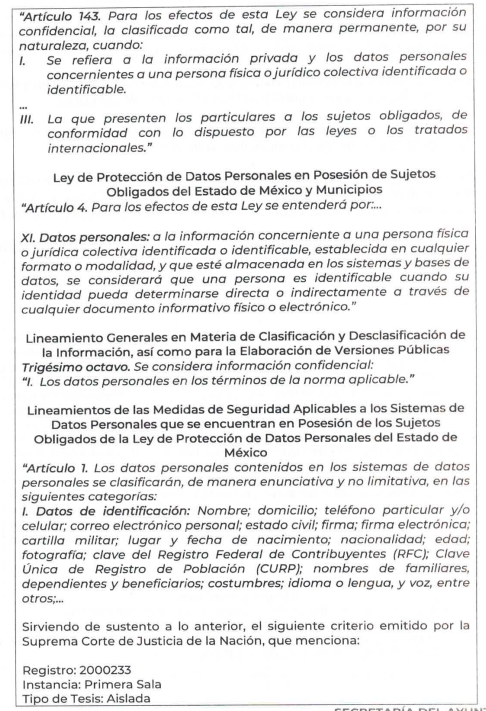 "Artículo 143. Para los efectos de esta Ley se considera información
confidencial, la clasificada como tal, de manera permanente, por su
naturaleza, cuando:
I. Se refiera a la información privada y los datos personales
concernientes a una persona física o jurídico colectiva identificada o
identificable.
...
III. La que presenten los particulares a los sujetos obligados, de
conformidad con lo dispuesto por las leyes o los tratados
internacionales."
Ley de Protección de Datos Personales en Posesión de Sujetos
Obligados del Estado de México y Municipios
"Artículo 4. Para los efectos de esta Ley se entenderá por:...
XI. Datos personales: a la información concerniente a una persona física
o jurídica colectiva identificada o identificable, establecida en cualquier
formato o modalidad, y que esté almacenada en los sistemas y bases de
datos, se considerará que una persona es identificable cuando su
identidad pueda determinarse directa o indirectamente a través de
cualquier documento informativo físico o electrónico."
Lineamiento Generales en Materia de Clasificación y Desclasificación de
la Información, así como para la Elaboración de Versiones Públicas
Trigésimo octavo. Se considera información confidencial:
"I. Los datos personales en los términos de la norma aplicable."
Lineamientos de las Medidas de Seguridad Aplicables a los Sistemas de
Datos Personales que se encuentran en Posesión de los Sujetos
Obligados de la Ley de Protección de Datos Personales del Estado de
México
"Artículo 1. Los datos personales contenidos en los sistemas de datos
personales se clasificarán, de manera enunciativa y no limitativa, en las
siguientes categorías:
I. Datos de identificación: Nombre; domicilio; teléfono particular y/o
celular; correo electrónico personal; estado civil; firma; firma electrónica;
cartilla militar; lugar y fecha de nacimiento; nacionalidad; edad;
fotografía; clave del Registro Federal de Contribuyentes (RFC); Clave
Única de Registro de Población (CURP); nombres de familiares,
dependientes y beneficiarios; costumbres; idioma o lengua, y voz, entre
otros;...
Sirviendo de sustento a lo anterior, el siguiente criterio emitido por la
Suprema Corte de Justicia de la Nación, que menciona:
Registro: 2000233
Instancia: Primera Sala
Tipo de Tesis: Aislada